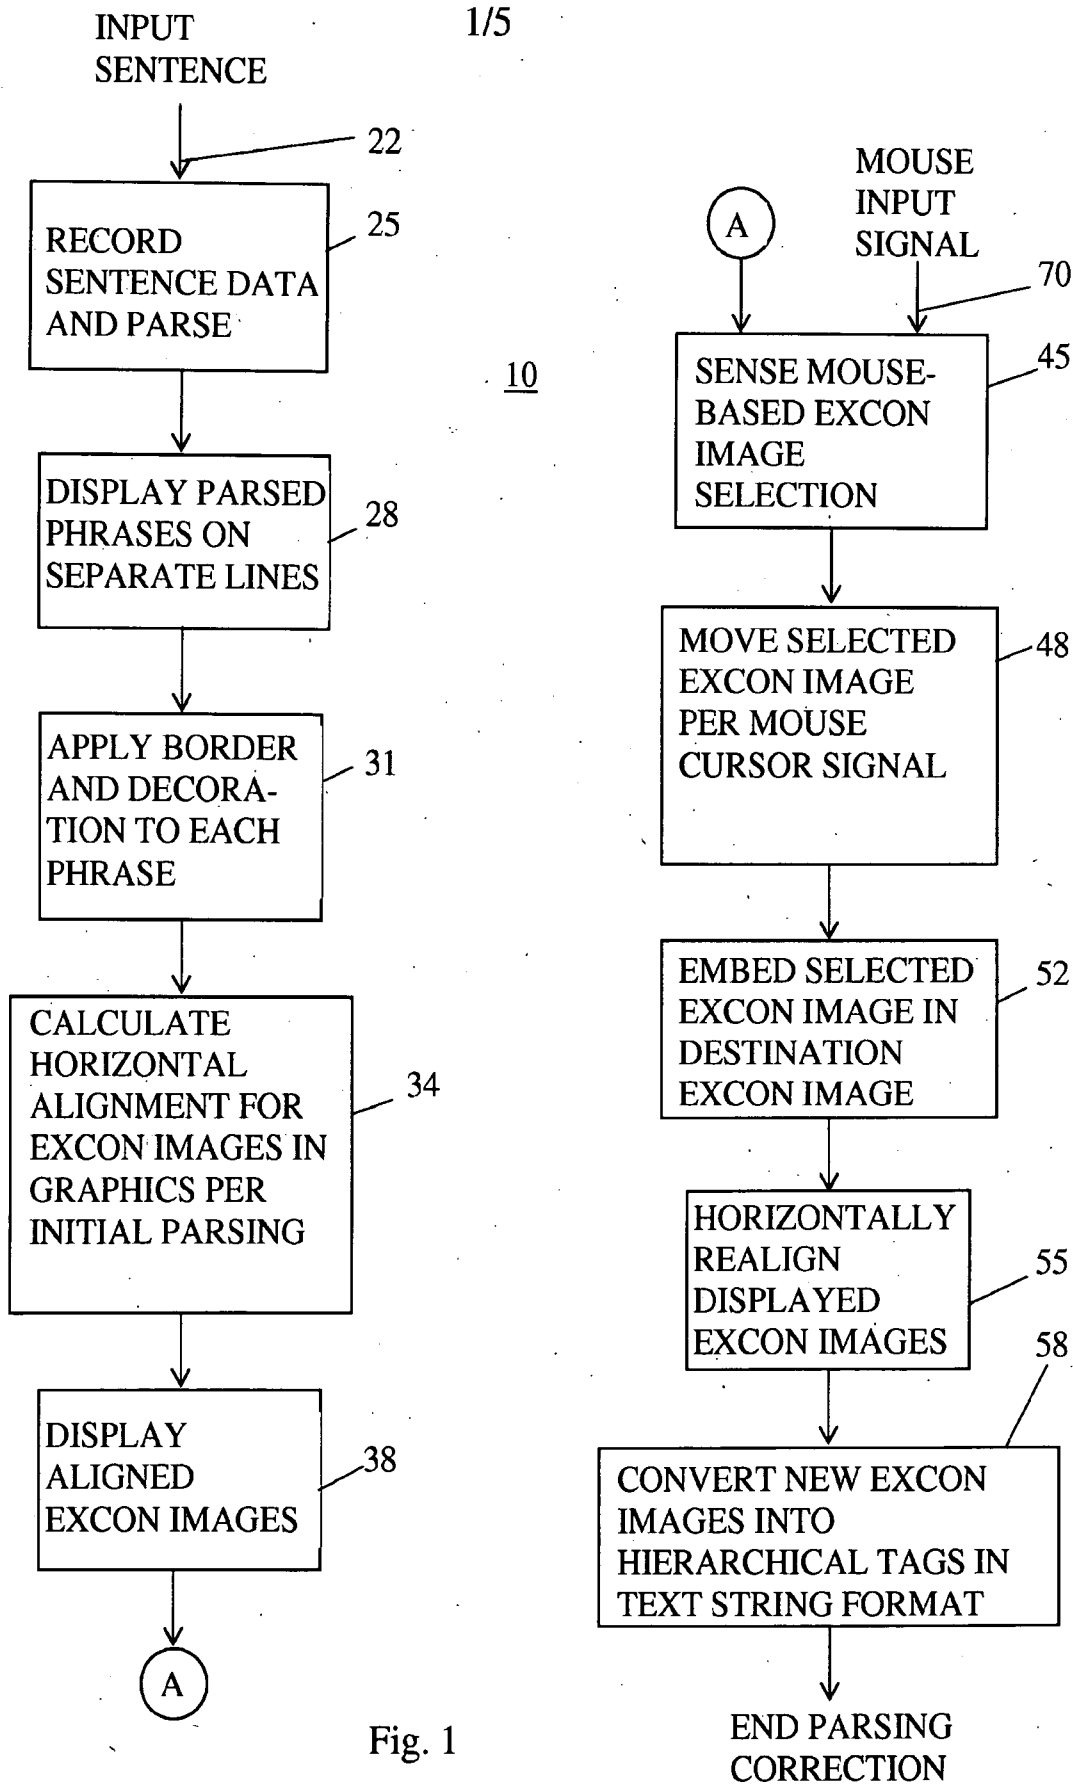 1/5
INPUT
SENTENCE
22
RECORD
SENTENCE DATA
AND PARSE
25
DISPLAY PARSED
PHRASES ON
SEPARATE LINES
28
APPLY BORDER
AND DECORA-
TION TO EACH
PHRASE
31
CALCULATE
HORIZONTAL
ALIGNMENT FOR
EXCON IMAGES IN
GRAPHICS PER
INITIAL PARSING
34
DISPLAY
ALIGNED
EXCON IMAGES
38
A
10
A
MOUSE
INPUT
SIGNAL
70
SENSE MOUSE-
BASED EXCON
IMAGE
SELECTION
45
MOVE SELECTED
EXCON IMAGE
PER MOUSE
CURSOR SIGNAL
48
EMBED SELECTED
EXCON IMAGE IN
DESTINATION
EXCON IMAGE
52
HORIZONTALLY
REALIGN
DISPLAYED
EXCON IMAGES
55
58
CONVERT NEW EXCON
IMAGES INTO
HIERARCHICAL TAGS IN
TEXT STRING FORMAT
END PARSING
CORRECTION
Fig. 1